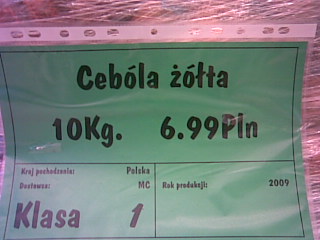 Cebóla żółta
10Kg. 6.99Pln
Kraj pochodzenia: Polska
Dostawca: MC
Rok produkcji: 2009
Klasa 1